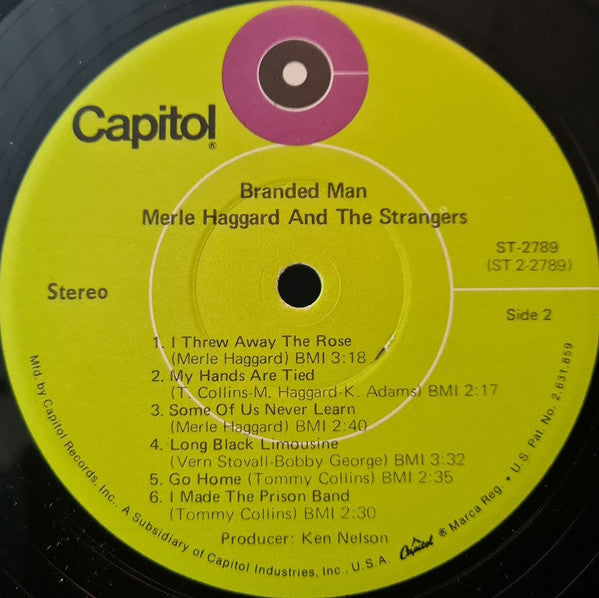 Capitol®
Branded Man
Merle Haggard And The Strangers
ST-2789
(ST 2-2789)
Stereo
Side 2
1. I Threw Away The Rose
(Merle Haggard) BMI 3:18
2. My Hands Are Tied
(T. Collins-M. Haggard-K. Adams) BMI 2:17
3. Some Of Us Never Learn
(Merle Haggard) BMI 2:40
4. Long Black Limousine
(Vern Stovall-Bobby George) BMI 3:32
5. Go Home (Tommy Collins) BMI 2:35
6. I Made The Prison Band
(Tommy Collins) BMI 2:30
Producer: Ken Nelson
Mfd. by Capitol Records, Inc., A Subsidiary of Capitol Industries, Inc., U.S.A. Capitol ® Marca Reg. • U.S. Pat. No. 2,631,859